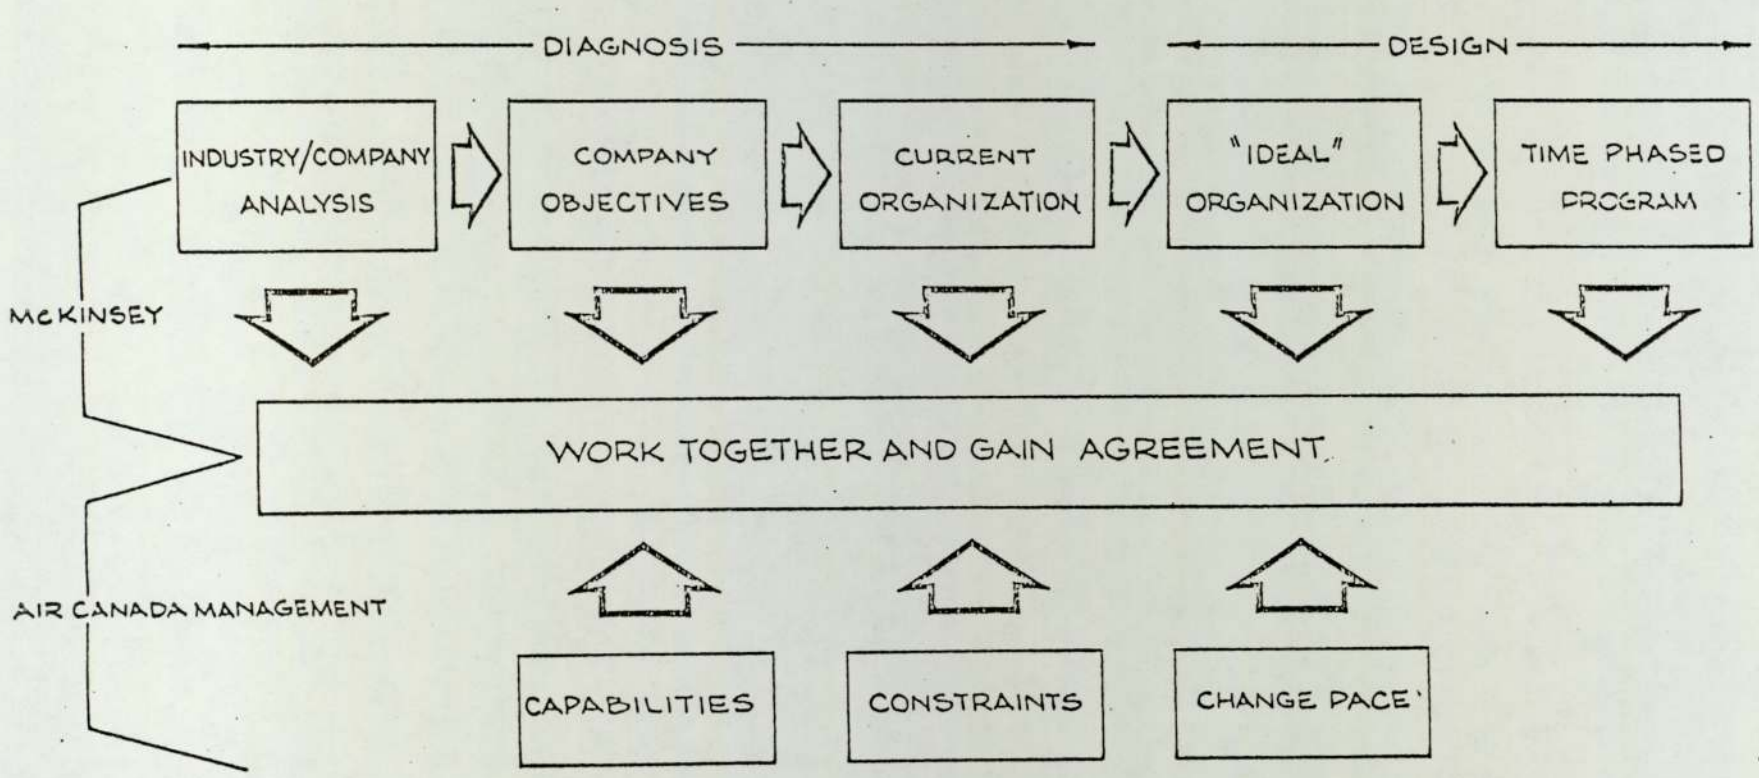 DIAGNOSIS
DESIGN
INDUSTRY/COMPANY
ANALYSIS
COMPANY
OBJECTIVES
CURRENT
ORGANIZATION
"IDEAL"
ORGANIZATION
TIME PHASED
PROGRAM
McKINSEY
WORK TOGETHER AND GAIN AGREEMENT
AIR CANADA MANAGEMENT
CAPABILITIES
CONSTRAINTS
CHANGE PACE